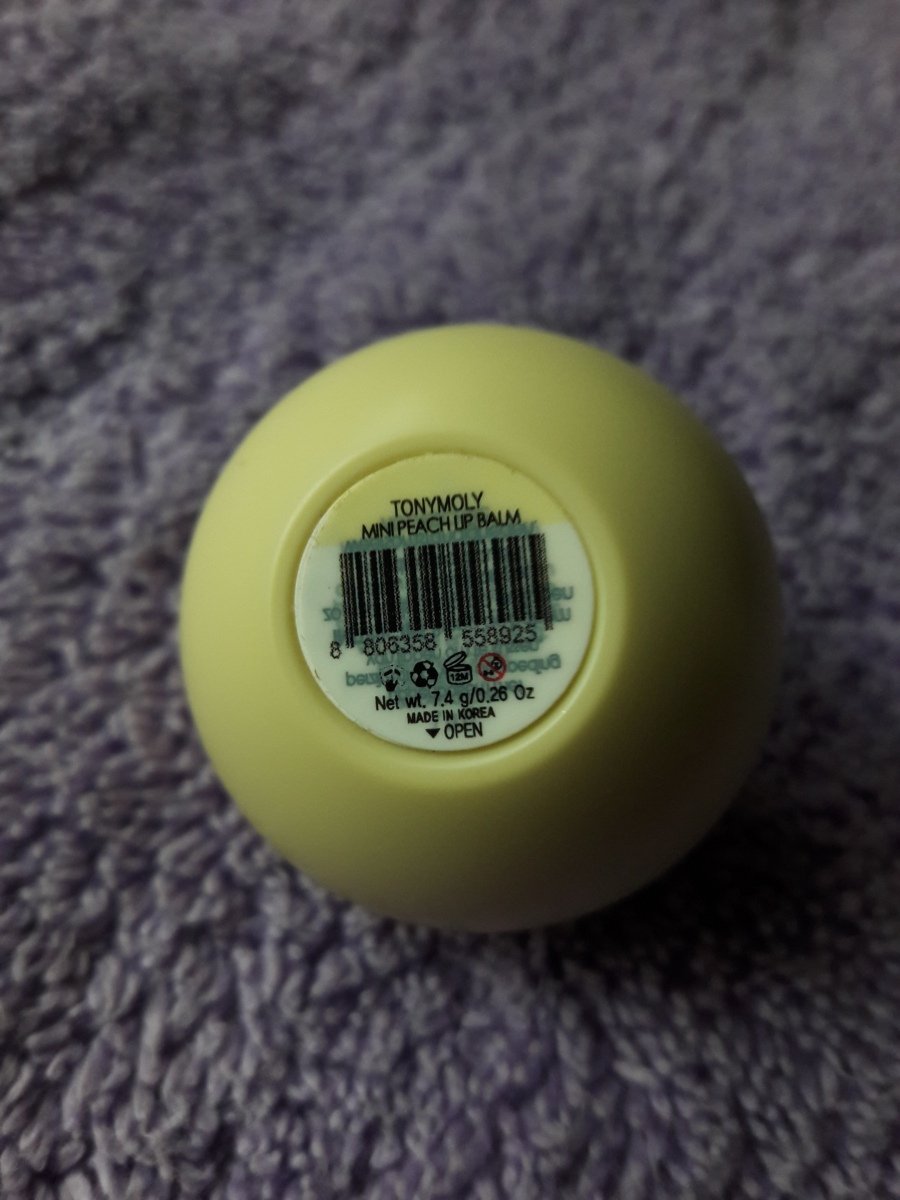 TONYMOLY
MINI PEACH LIP BALM
8 806358 558925
12M
Net wt. 7.4 g/0.26 Oz
MADE IN KOREA
▼ OPEN